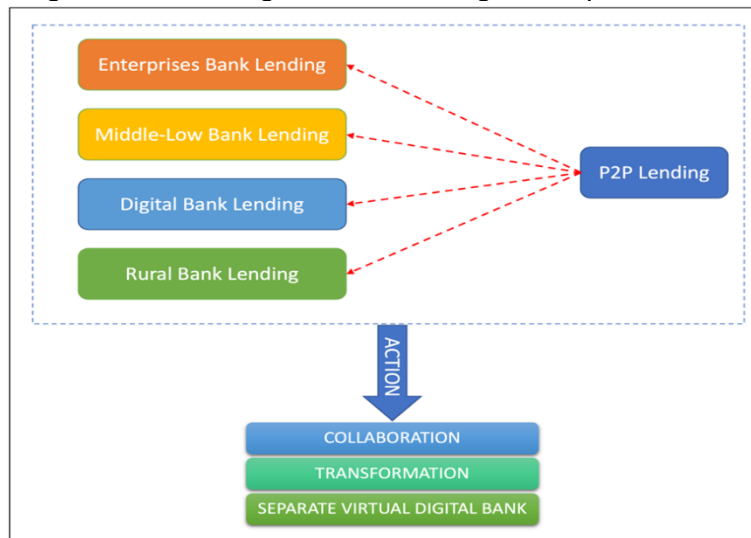 Enterprises Bank Lending
Middle-Low Bank Lending
P2P Lending
Digital Bank Lending
Rural Bank Lending
ACTION
COLLABORATION
TRANSFORMATION
SEPARATE VIRTUAL DIGITAL BANK